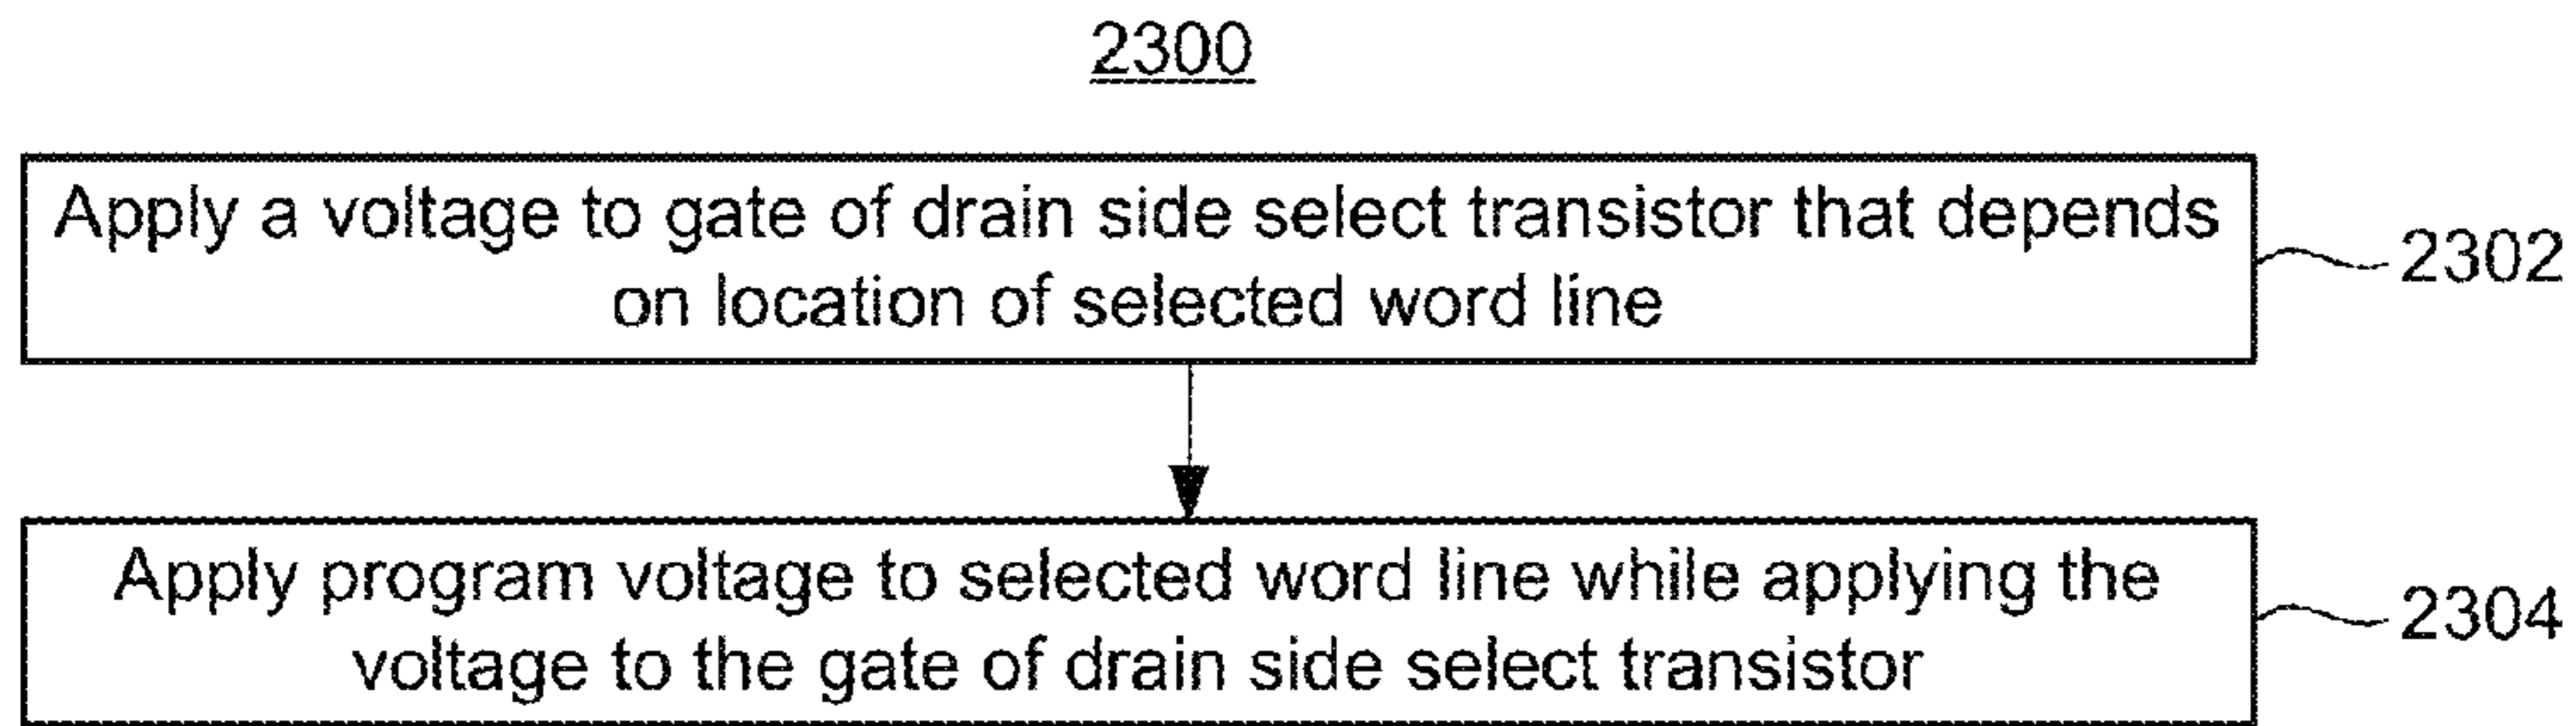 2300
Apply a voltage to gate of drain side select transistor that depends
on location of selected word line
2302
Apply program voltage to selected word line while applying the
voltage to the gate of drain side select transistor
2304